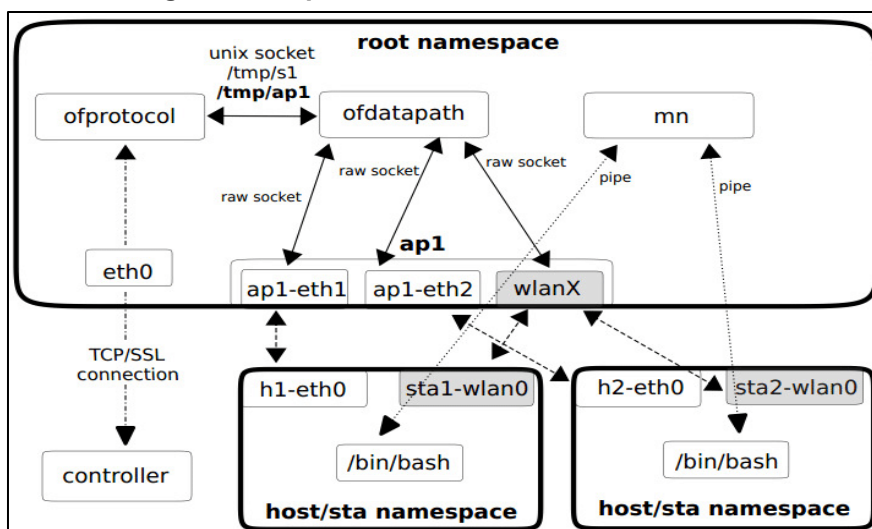 root namespace
unix socket
/tmp/s1
/tmp/ap1
ofprotocol
ofdatapath
mn
raw socket
raw socket
raw socket
pipe
pipe
ap1
eth0
ap1-eth1
ap1-eth2
wlanX
TCP/SSL
connection
h1-eth0
sta1-wlan0
h2-eth0
sta2-wlan0
controller
/bin/bash
/bin/bash
host/sta namespace
host/sta namespace